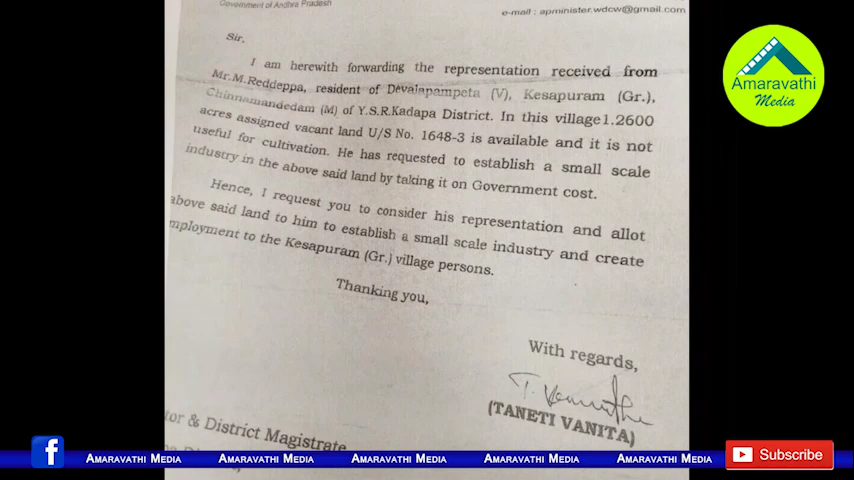 Government of Andhra Pradesh
e-mail : apminister.wdcw@gmail.com
Sir,
I am herewith forwarding the representation received from
Mr.M.Reddeppa, resident of Devalapampeta (V), Kesapuram (Gr.),
Chinnamandedam (M) of Y.S.R.Kadapa District. In this village1.2600
acres assigned vacant land U/S No. 1648-3 is available and it is not
useful for cultivation. He has requested to establish a small scale
industry in the above said land by taking it on Government cost.
Hence, I request you to consider his representation and allot
above said land to him to establish a small scale industry and create
mployment to the Kesapuram (Gr.) village persons.
Thanking you,
With regards,
T. Vanitha
(TANETI VANITA)
tor & District Magistrate
Amaravathi
Media
Amaravathi Media Amaravathi Media Amaravathi Media Amaravathi Media Amaravathi Media
Subscribe